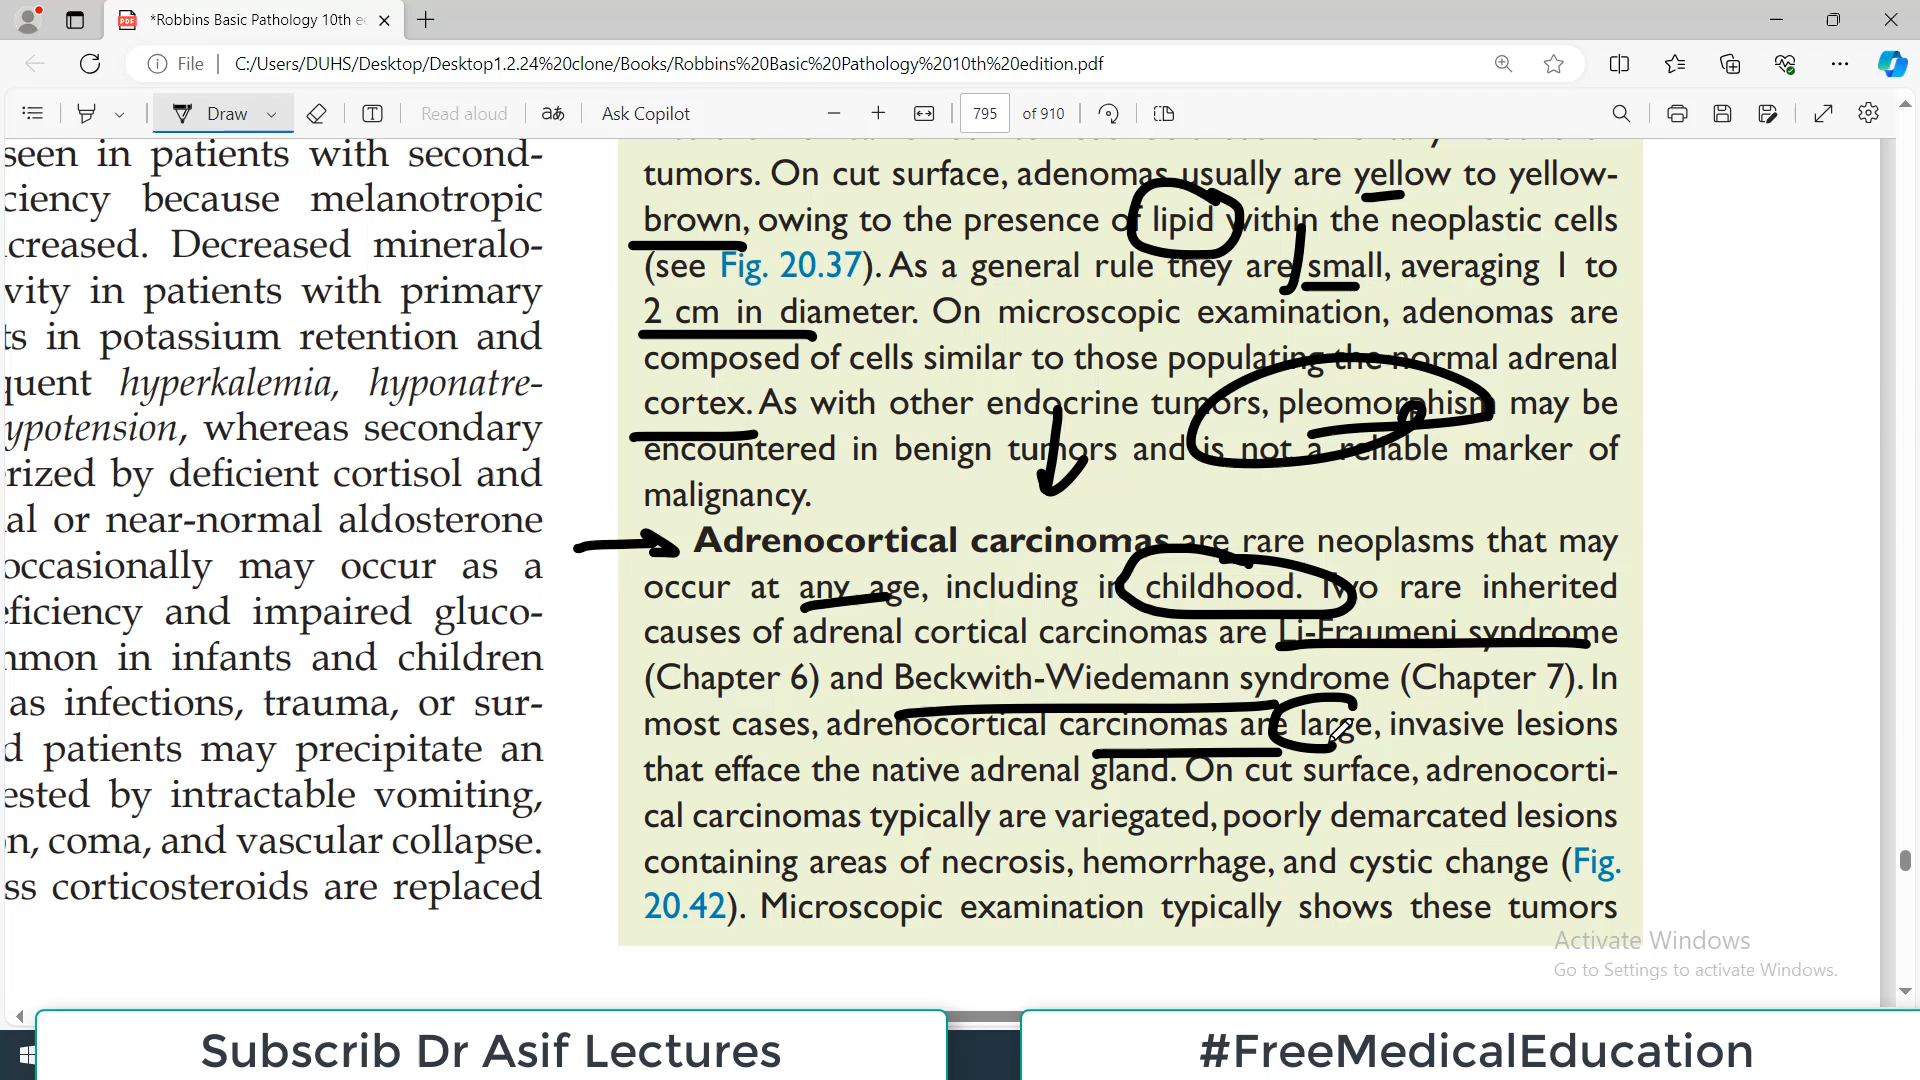 *Robbins Basic Pathology 10th ed
File
C:/Users/DUHS/Desktop/Desktop1.2.24%20clone/Books/Robbins%20Basic%20Pathology%2010th%20edition.pdf
Draw
Read aloud
aあ
Ask Copilot
795 of 910
seen in patients with second-
ciency because melanotropic
creased. Decreased mineralo-
vity in patients with primary
ts in potassium retention and
quent hyperkalemia, hyponatre-
ypotension, whereas secondary
rized by deficient cortisol and
al or near-normal aldosterone
occasionally may occur as a
eficiency and impaired gluco-
mmon in infants and children
as infections, trauma, or sur-
d patients may precipitate an
ested by intractable vomiting,
n, coma, and vascular collapse.
ss corticosteroids are replaced
tumors. On cut surface, adenomas usually are yellow to yellow-
brown, owing to the presence of lipid within the neoplastic cells
(see Fig. 20.37). As a general rule they are small, averaging 1 to
2 cm in diameter. On microscopic examination, adenomas are
composed of cells similar to those populating the normal adrenal
cortex. As with other endocrine tumors, pleomorphism may be
encountered in benign tumors and is not a reliable marker of
malignancy.
Adrenocortical carcinomas are rare neoplasms that may
occur at any age, including in childhood. Two rare inherited
causes of adrenal cortical carcinomas are Li-Fraumeni syndrome
(Chapter 6) and Beckwith-Wiedemann syndrome (Chapter 7). In
most cases, adrenocortical carcinomas are large, invasive lesions
that efface the native adrenal gland. On cut surface, adrenocorti-
cal carcinomas typically are variegated, poorly demarcated lesions
containing areas of necrosis, hemorrhage, and cystic change (Fig.
20.42). Microscopic examination typically shows these tumors
Activate Windows
Go to Settings to activate Windows.
Subscrib Dr Asif Lectures
#FreeMedicalEducation